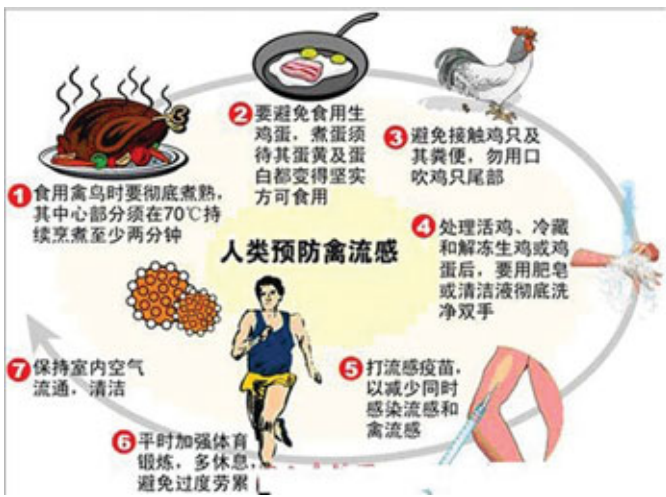 人类预防禽流感
1 食用禽鸟时要彻底煮熟，
其中心部分须在70℃持
续烹煮至少两分钟
2 要避免食用生
鸡蛋，煮蛋须
待其蛋黄及蛋
白都变得坚实
方可食用
3 避免接触鸡只及
其粪便，勿用口
吹鸡只尾部
4 处理活鸡、冷藏
和解冻生鸡或鸡
蛋后，要用肥皂
或清洁液彻底洗
净双手
5 打流感疫苗，
以减少同时
感染流感和
禽流感
6 平时加强体育
锻炼，多休息，
避免过度劳累
7 保持室内空气
流通，清洁